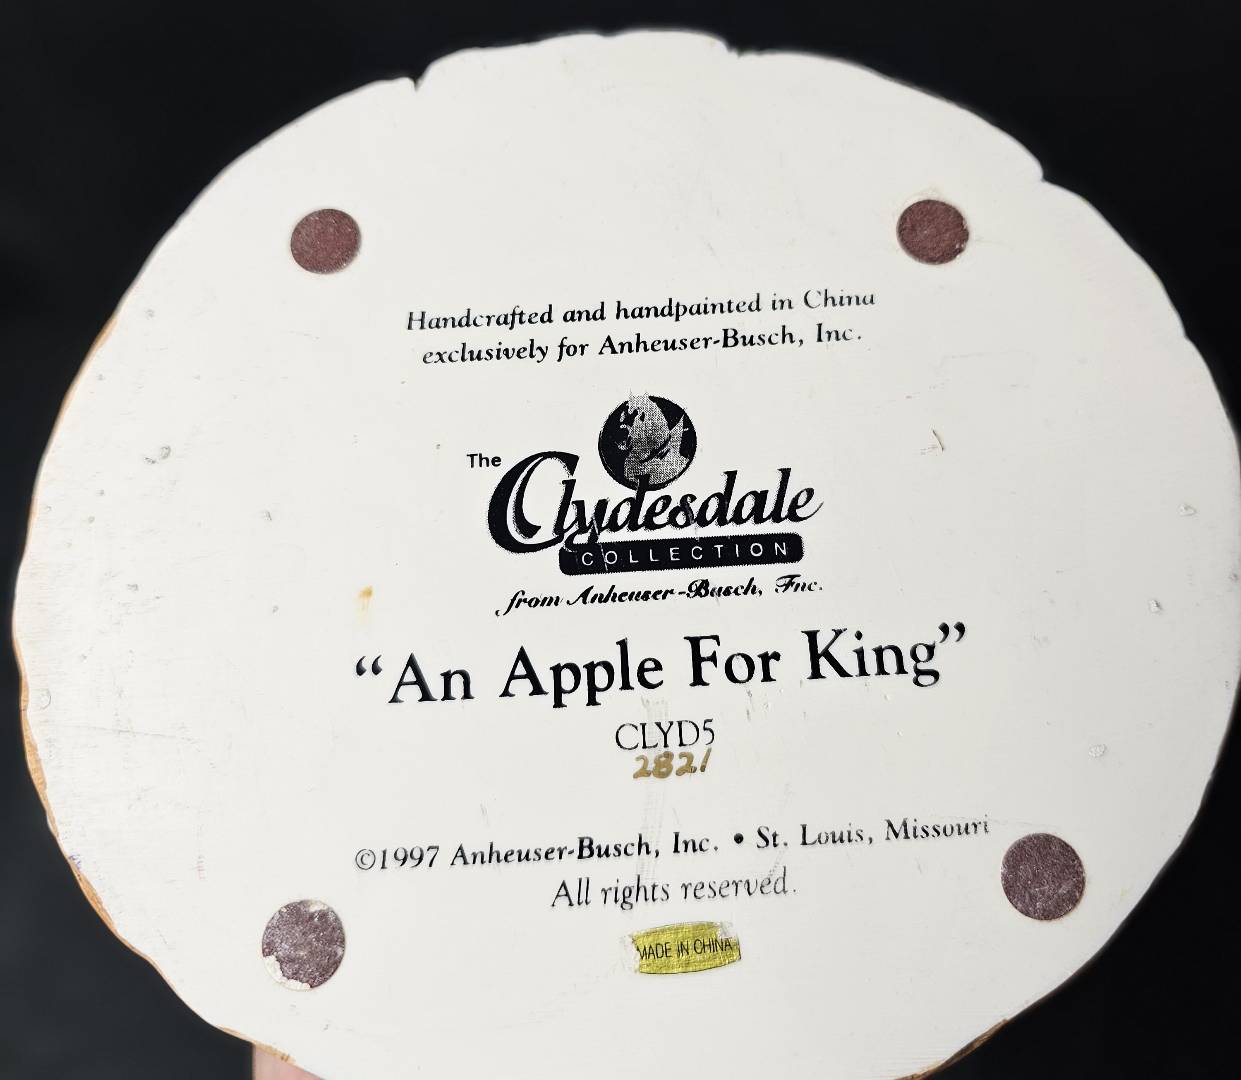 Handcrafted and handpainted in China
exclusively for Anheuser-Busch, Inc.
The
Clydesdale
COLLECTION
from Anheuser-Busch, Inc.
“An Apple For King”
CLYD5
2821
©1997 Anheuser-Busch, Inc. • St. Louis, Missouri
All rights reserved.
MADE IN CHINA